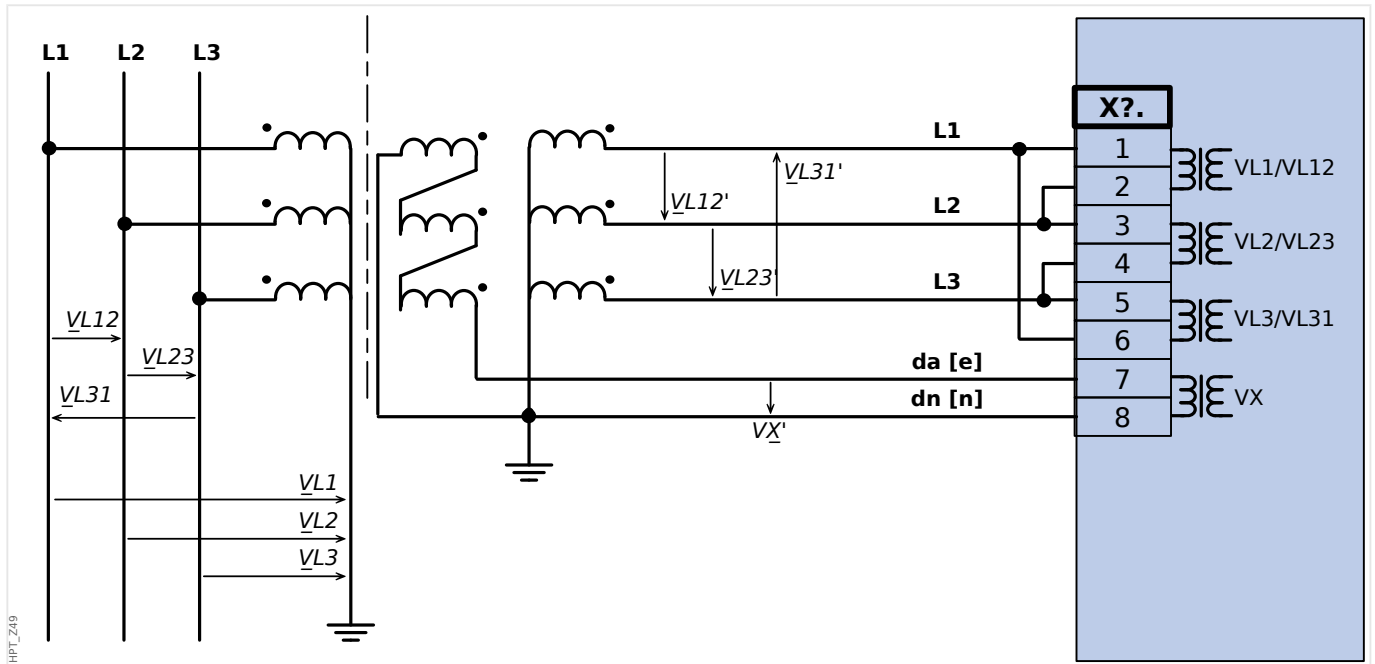 L1 L2 L3
X?.
L1
1
VL31'
VL1/VL12
2
VL12'
L2
3
VL2/VL23
4
VL23'
L3
5
VL12
VL3/VL31
6
VL23
da [e]
7
VL31
dn [n]
VX
8
VX'
VL1
VL2
VL3
HPT_Z49